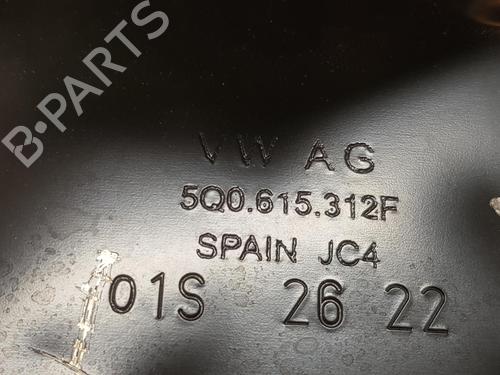 B-PARTS
VW AG
5Q0.615.312F
SPAIN JC4
01S 26 22